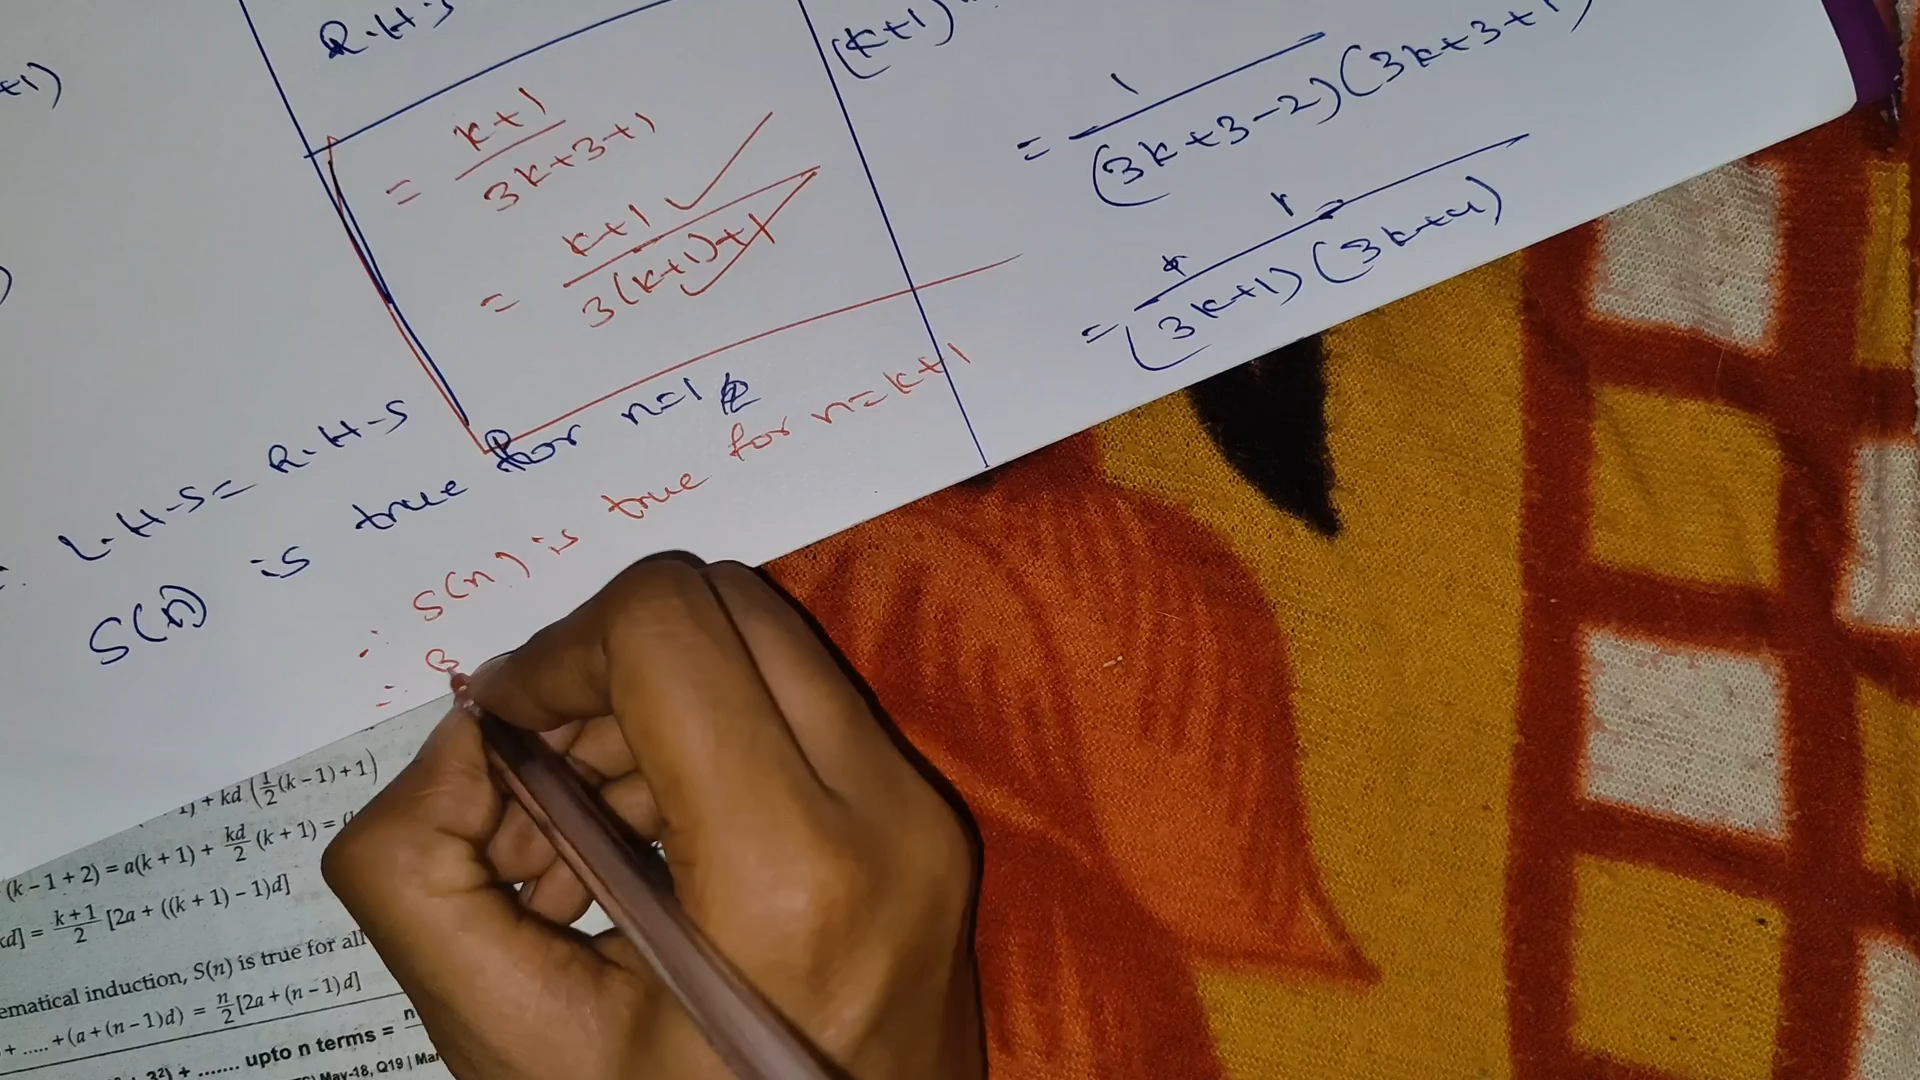 +1)
R.H.S
= k+1 / 3k+3+1
= k+1 / 3(k+1)+1
(k+1)
= 1 / (3k+3-2)(3k+3+1)
= 1 / (3k+1)(3k+4)
L.H.S = R.H.S
S(n) is true for n=1
∴ S(n) is true for n=k+1
∴ B
+ kd (1/2(k − 1) + 1)
(k − 1 + 2) = a(k + 1) + kd/2 (k + 1) =
kd] = k+1/2 [2a + ((k + 1) − 1)d]
ematical induction, S(n) is true for all
+ ..... + (a + (n − 1)d) = n/2 [2a + (n − 1)d]
3²) + ....... upto n terms = n
May-18, Q19 | Mar